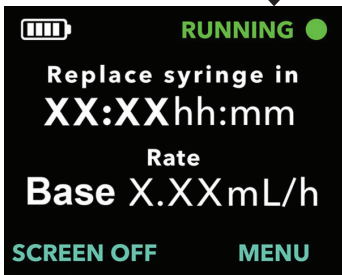 RUNNING
Replace syringe in
XX:XXhh:mm
Rate
Base X.XXmL/h
SCREEN OFF MENU